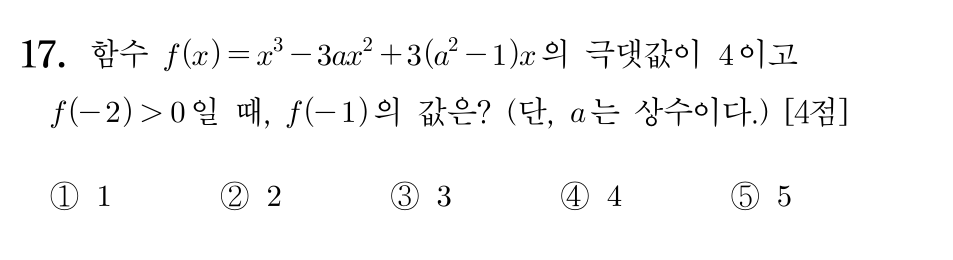 17. 함수 f(x)=x³-3ax²+3(a²-1)x의 극댓값이 4이고
f(-2)>0일 때, f(-1)의 값은? (단, a는 상수이다.) [4점]
① 1 ② 2 ③ 3 ④ 4 ⑤ 5